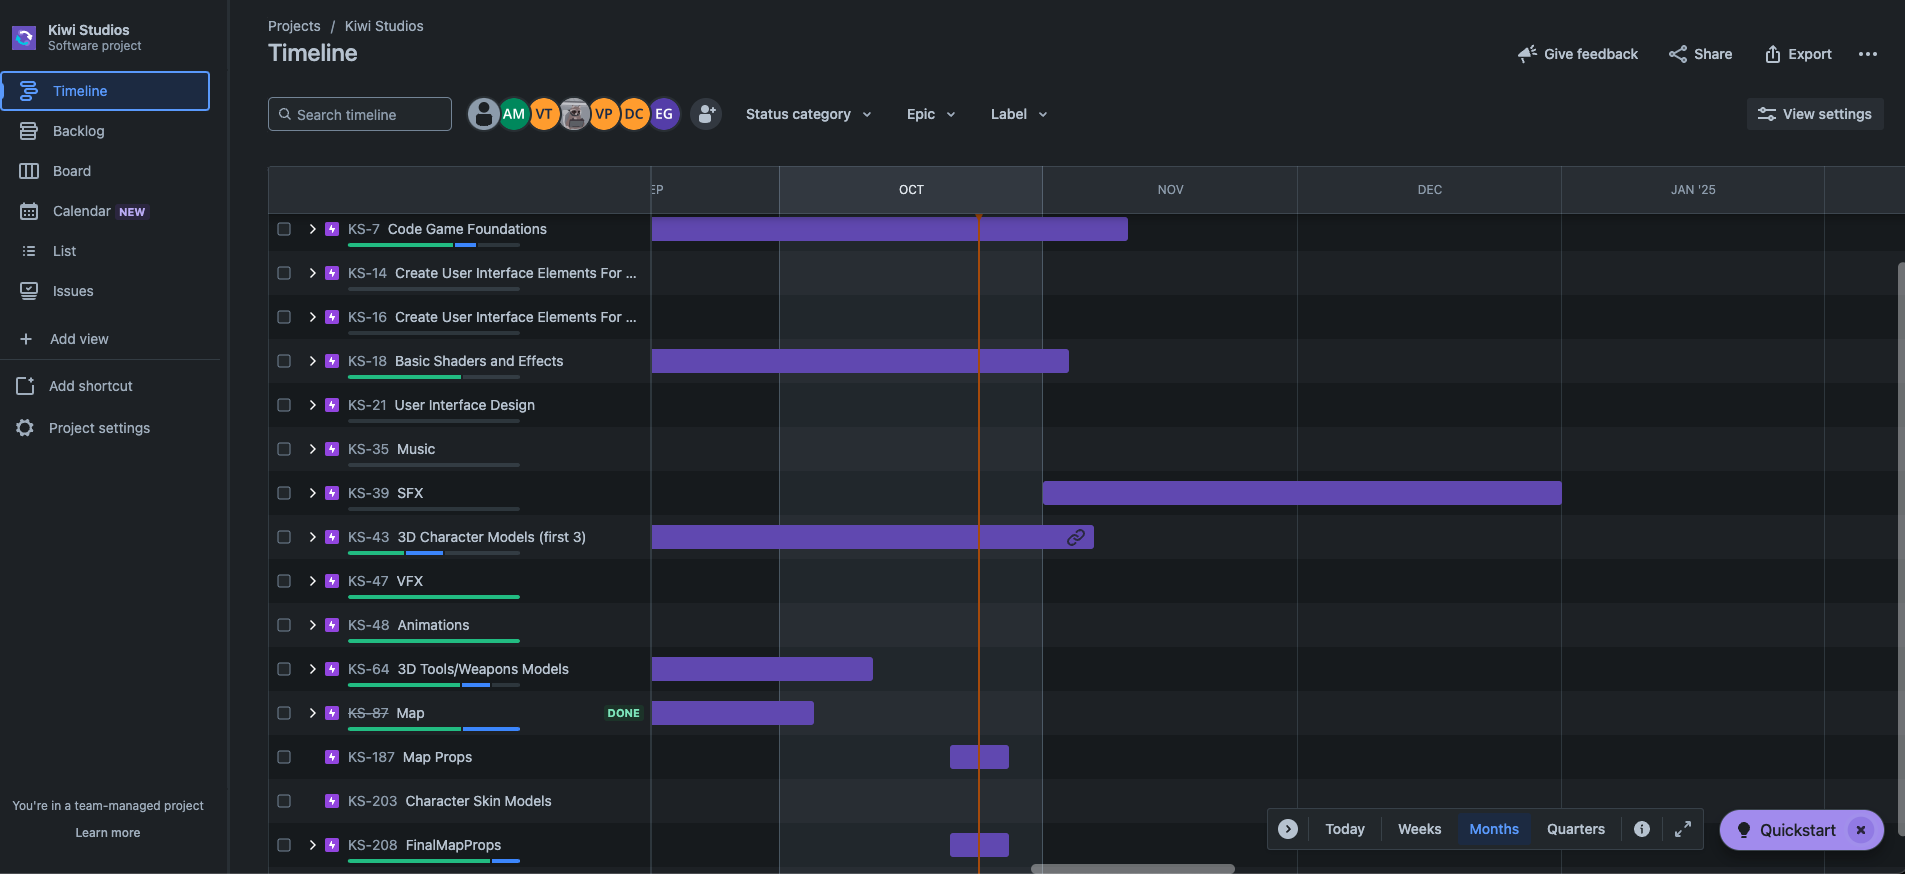 Kiwi Studios
Software project
Timeline
Backlog
Board
Calendar NEW
List
Issues
Add view
Add shortcut
Project settings
You're in a team-managed project
Learn more
Projects / Kiwi Studios
Timeline
Give feedback
Share
Export
Search timeline
AM
VT
VP
DC
EG
Status category
Epic
Label
View settings
EP
OCT
NOV
DEC
JAN '25
KS-7 Code Game Foundations
KS-14 Create User Interface Elements For ...
KS-16 Create User Interface Elements For ...
KS-18 Basic Shaders and Effects
KS-21 User Interface Design
KS-35 Music
KS-39 SFX
KS-43 3D Character Models (first 3)
KS-47 VFX
KS-48 Animations
KS-64 3D Tools/Weapons Models
KS-87 Map DONE
KS-187 Map Props
KS-203 Character Skin Models
KS-208 FinalMapProps
Today
Weeks
Months
Quarters
Quickstart